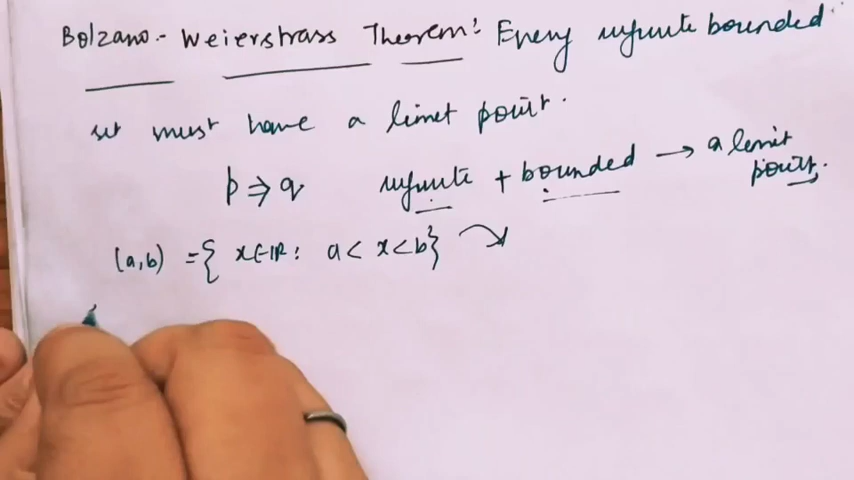 Bolzano - Weierstrass Theorem: Every infinite bounded
set must have a limit point.
p ⇒ q infinite + bounded → a limit point.
(a,b) = { x∈ℝ: a < x < b }